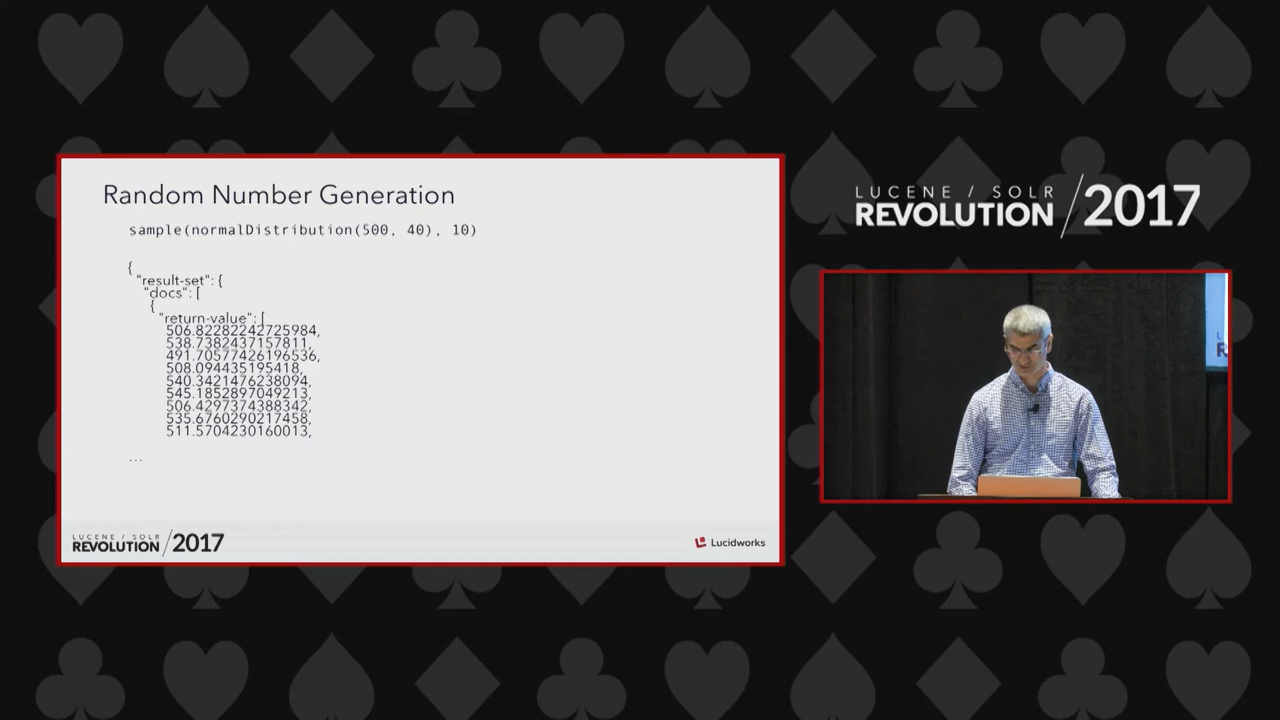 Random Number Generation
sample(normalDistribution(500, 40), 10)
{
"result-set": {
"docs": [
{
"return-value": [
506.82282242725984,
538.7382437157811,
491.70577426196536,
508.094435195418,
540.3421476238094,
545.1852897049213,
506.4297374388342,
535.6760290217458,
511.5704230160013,
...
LUCENE / SOLR
REVOLUTION / 2017
Lucidworks
LUCENE / SOLR
REVOLUTION / 2017